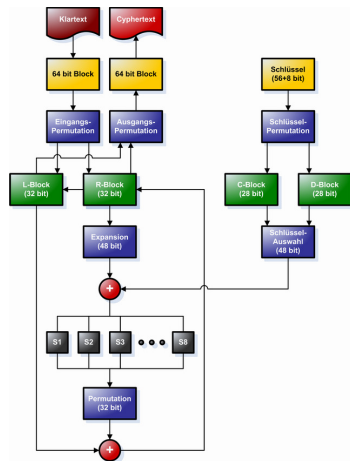 Klartext
Cyphertext
64 bit Block
64 bit Block
Schlüssel
(56+8 bit)
Eingangs-
Permutation
Ausgangs-
Permutation
Schlüssel-
Permutation
L-Block
(32 bit)
R-Block
(32 bit)
C-Block
(28 bit)
D-Block
(28 bit)
Expansion
(48 bit)
Schlüssel-
Auswahl
(48 bit)
+
S1
S2
S3
S8
Permutation
(32 bit)
+